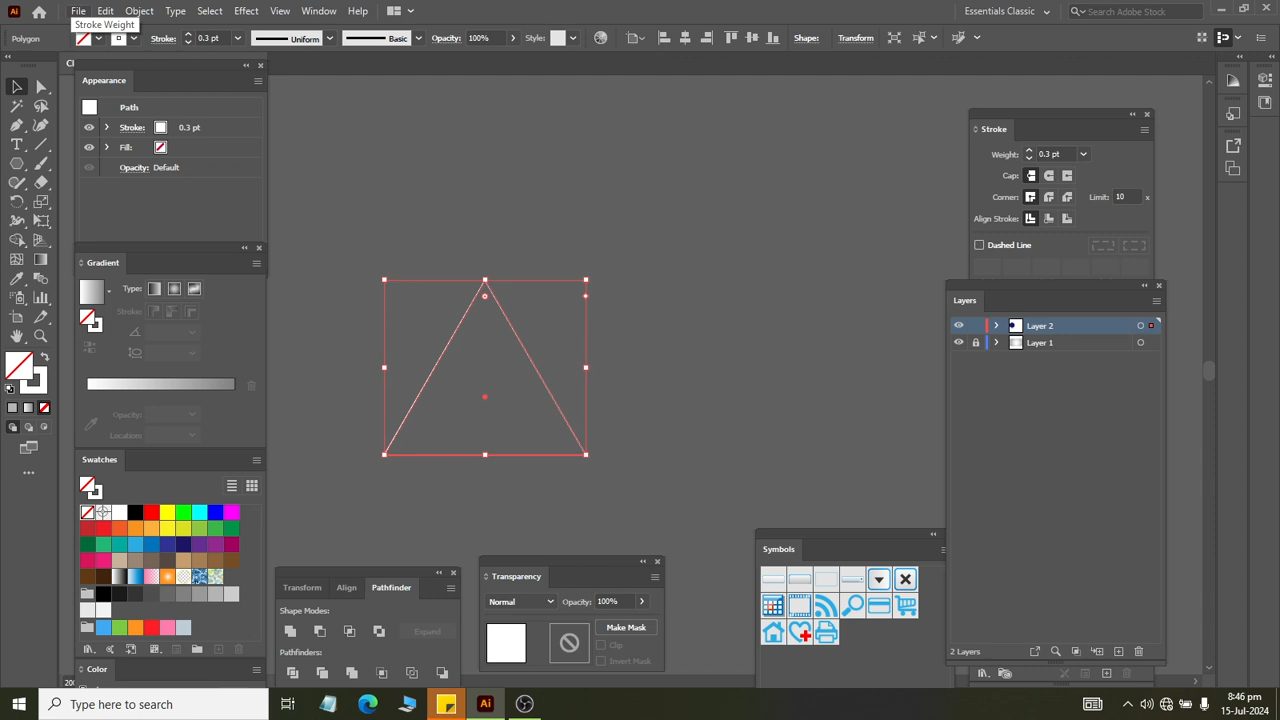 File Edit Object Type Select Effect View Window Help
Essentials Classic
Search Adobe Stock
Stroke Weight
Polygon
Stroke: 0.3 pt
Uniform
Basic
Opacity: 100%
Style:
Shape:
Transform
Appearance
Path
Stroke: 0.3 pt
Fill:
Opacity: Default
Gradient
Type:
Stroke:
Opacity:
Location:
Swatches
Color
Stroke
Weight: 0.3 pt
Cap:
Corner:
Limit: 10 x
Align Stroke:
Dashed Line
Layers
Layer 2
Layer 1
2 Layers
Symbols
Transform Align Pathfinder
Shape Modes:
Expand
Pathfinders:
Transparency
Normal
Opacity: 100%
Make Mask
Clip
Invert Mask
Type here to search
8:46 pm
15-Jul-2024